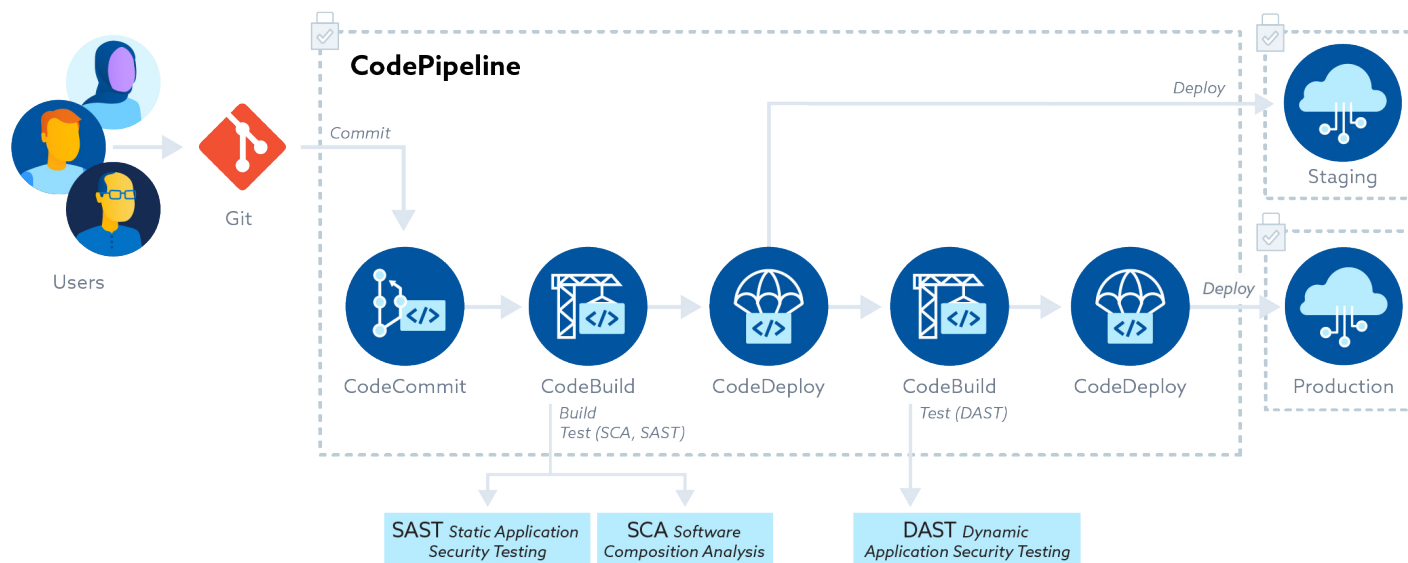 CodePipeline
Deploy
Commit
Staging
Git
Users
Deploy
CodeCommit
CodeBuild
CodeDeploy
CodeBuild
CodeDeploy
Production
Build
Test (SCA, SAST)
Test (DAST)
SAST Static Application
Security Testing
SCA Software
Composition Analysis
DAST Dynamic
Application Security Testing